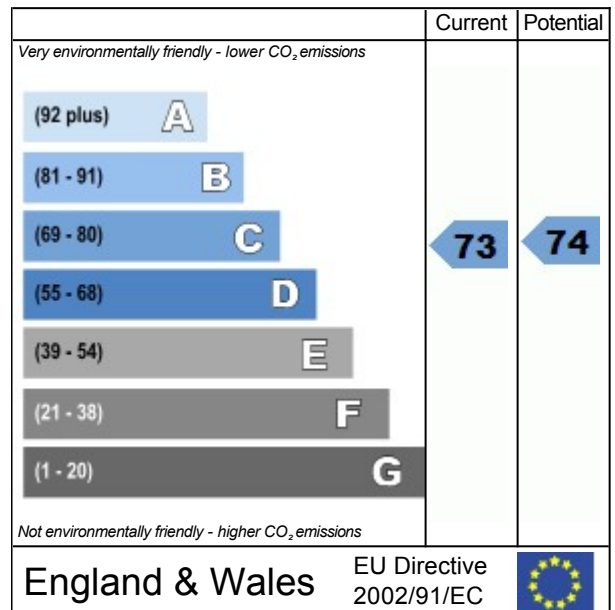 Current Potential
Very environmentally friendly - lower CO₂ emissions
(92 plus) A
(81 - 91) B
(69 - 80) C
73 74
(55 - 68) D
(39 - 54) E
(21 - 38) F
(1 - 20) G
Not environmentally friendly - higher CO₂ emissions
England & Wales
EU Directive
2002/91/EC